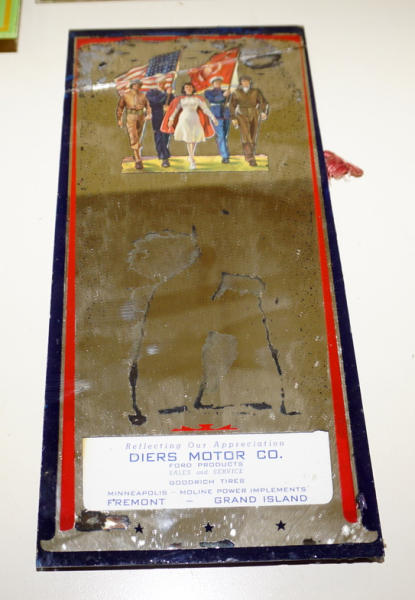 Reflecting Our Appreciation
DIERS MOTOR CO.
FORD PRODUCTS
SALES and SERVICE
GOODRICH TIRES
MINNEAPOLIS - MOLINE POWER IMPLEMENTS
FREMONT - GRAND ISLAND